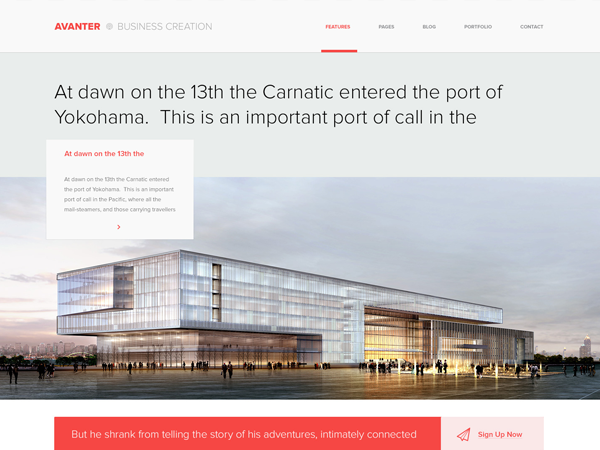 AVANTER BUSINESS CREATION
FEATURES PAGES BLOG PORTFOLIO CONTACT
At dawn on the 13th the Carnatic entered the port of
Yokohama. This is an important port of call in the
At dawn on the 13th the
At dawn on the 13th the Carnatic entered
the port of Yokohama. This is an important
port of call in the Pacific, where all the
mail-steamers, and those carrying travellers
But he shrank from telling the story of his adventures, intimately connected
Sign Up Now